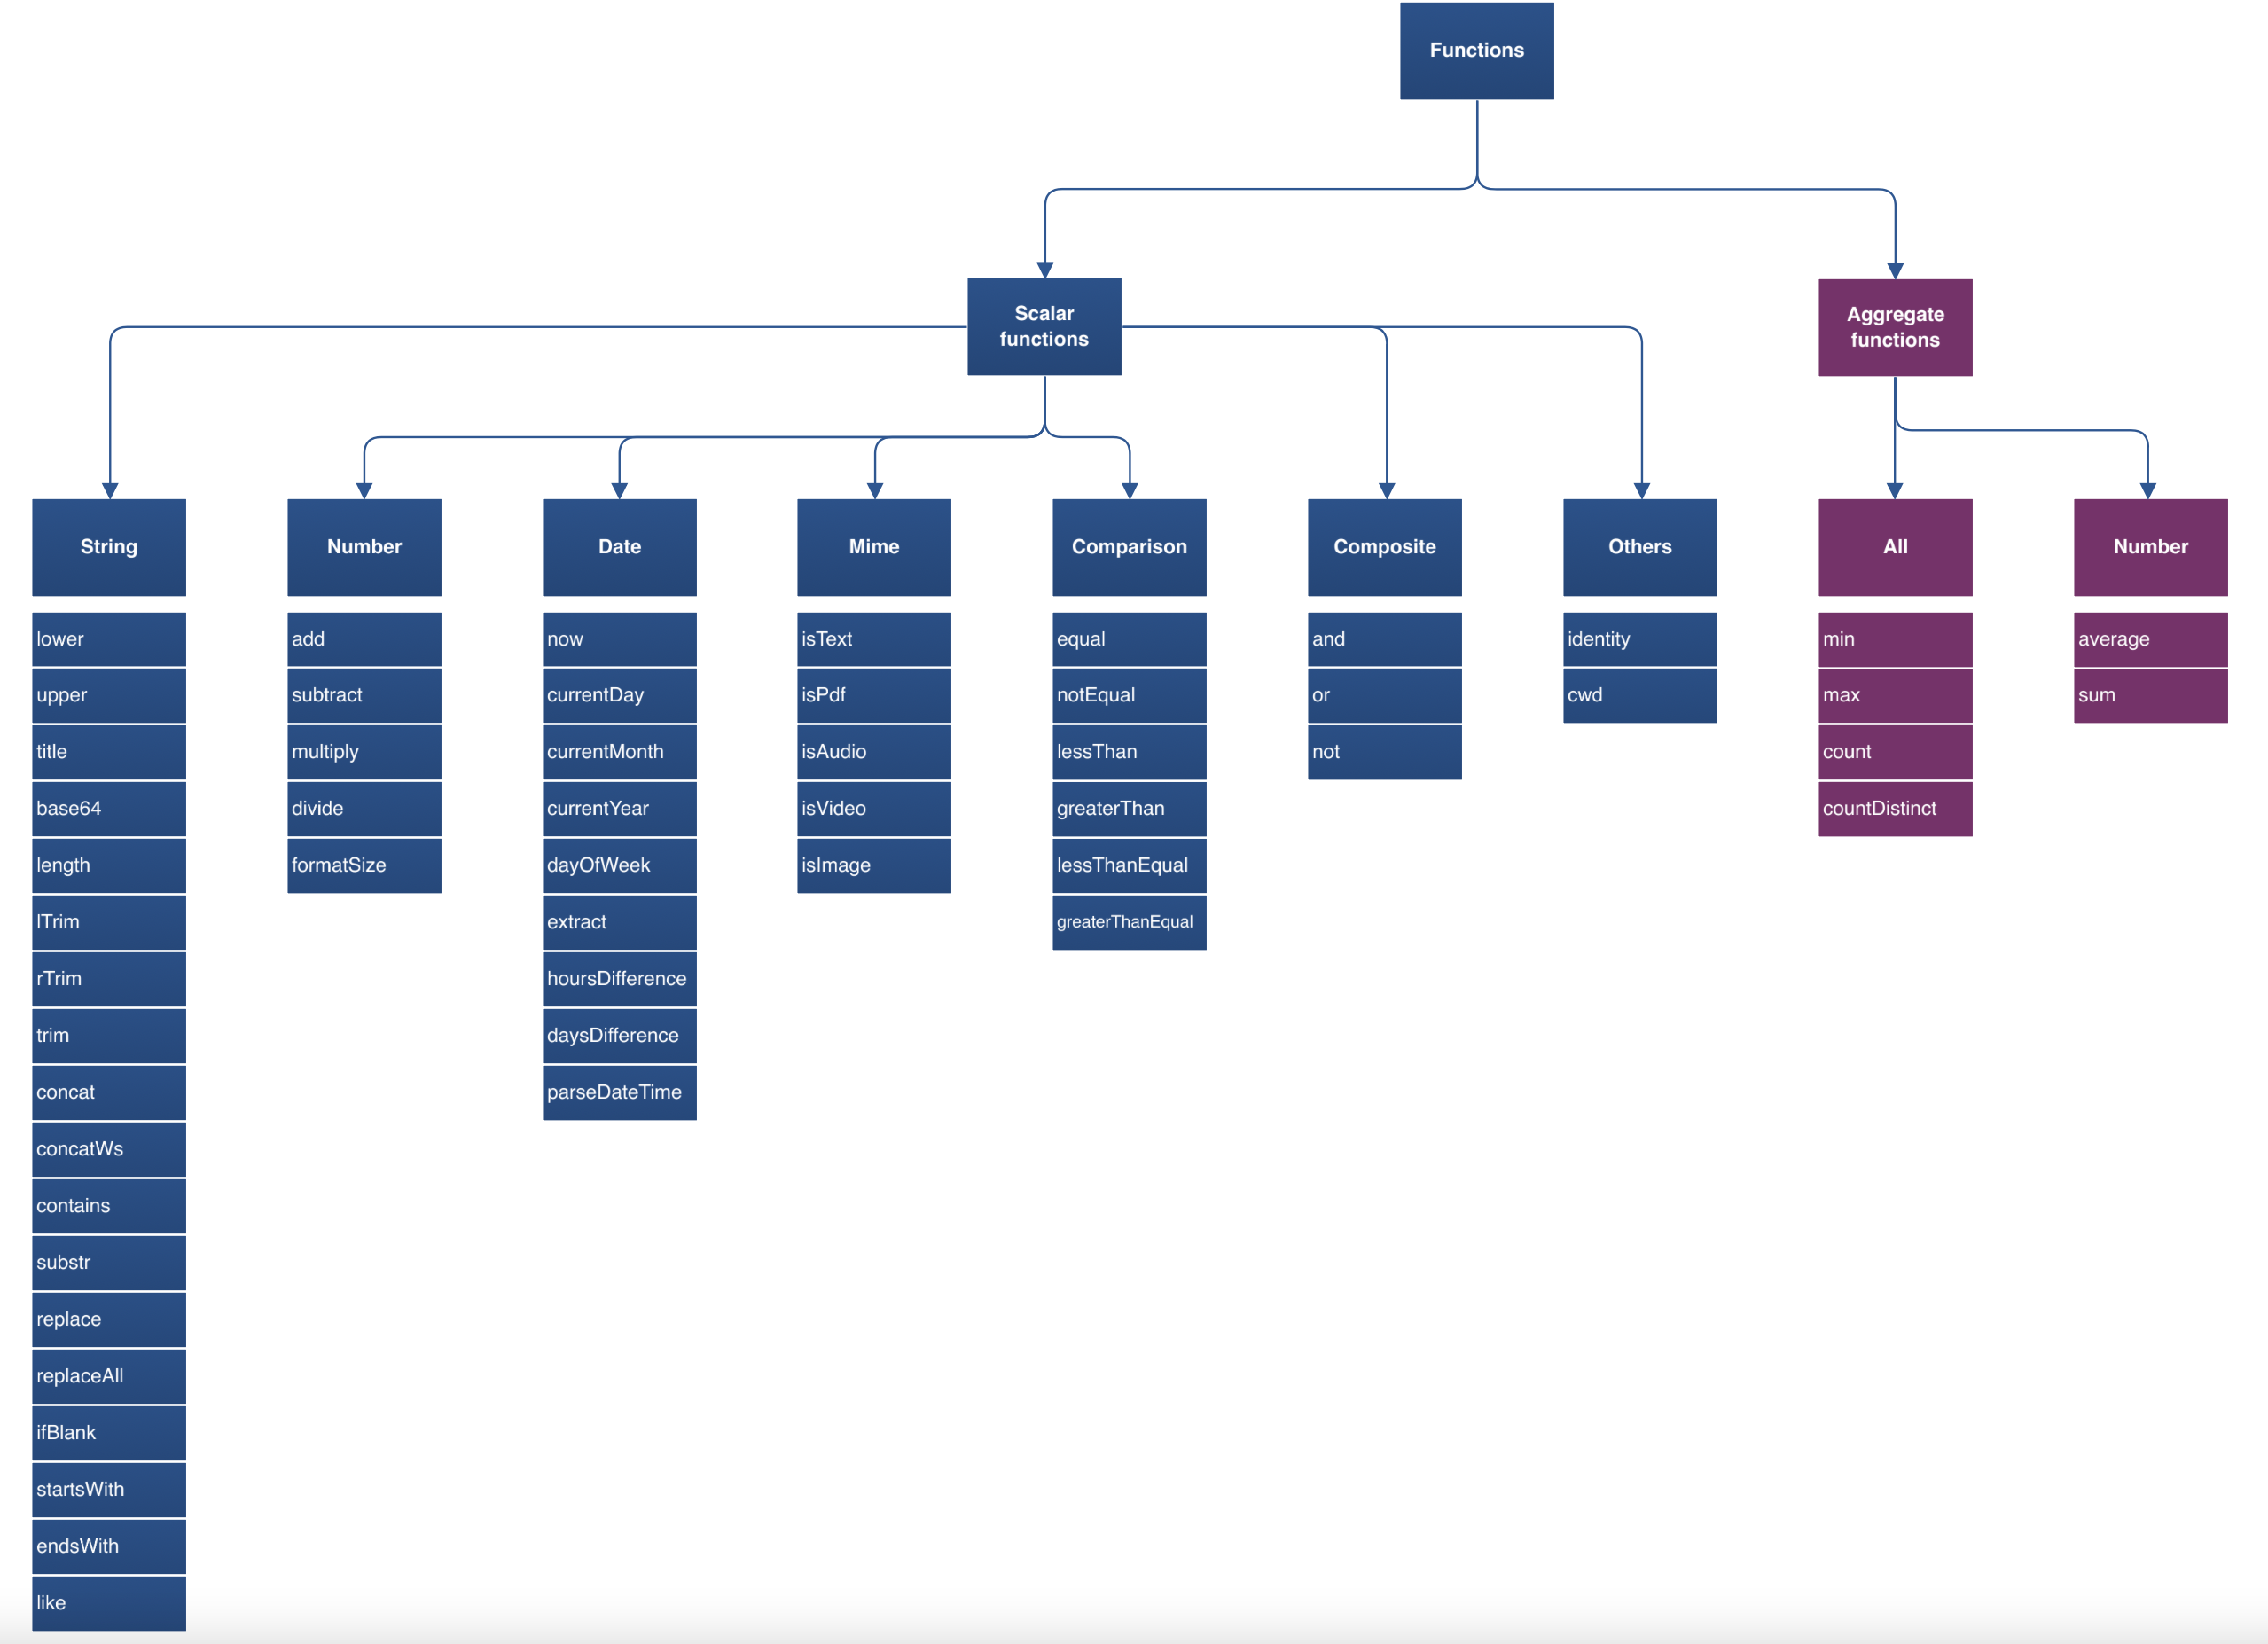 Functions
Scalar
functions
Aggregate
functions
String
Number
Date
Mime
Comparison
Composite
Others
All
Number
lower
upper
title
base64
length
lTrim
rTrim
trim
concat
concatWs
contains
substr
replace
replaceAll
ifBlank
startsWith
endsWith
like
add
subtract
multiply
divide
formatSize
now
currentDay
currentMonth
currentYear
dayOfWeek
extract
hoursDifference
daysDifference
parseDateTime
isText
isPdf
isAudio
isVideo
isImage
equal
notEqual
lessThan
greaterThan
lessThanEqual
greaterThanEqual
and
or
not
identity
cwd
min
max
count
countDistinct
average
sum